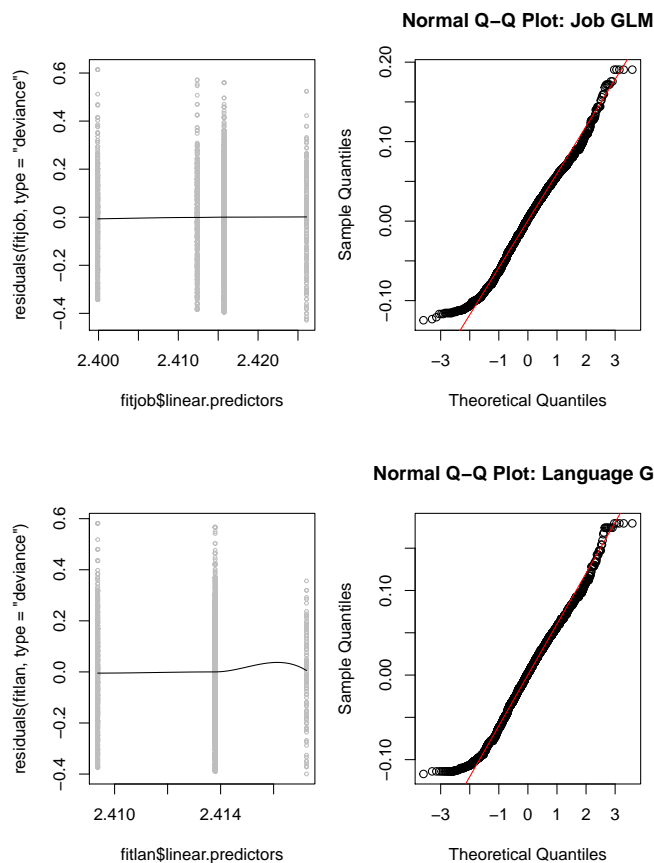 Normal Q−Q Plot: Job GLM
residuals(fitjob, type = "deviance")
−0.4 −0.2 0.0 0.2 0.4 0.6
2.400 2.410 2.420
fitjob$linear.predictors
Sample Quantiles
−0.10 0.00 0.10 0.20
−3 −1 0 1 2 3
Theoretical Quantiles
Normal Q−Q Plot: Language G
residuals(fitlan, type = "deviance")
−0.4 −0.2 0.0 0.2 0.4 0.6
2.410 2.414
fitlan$linear.predictors
Sample Quantiles
−0.10 0.00 0.10
−3 −1 0 1 2 3
Theoretical Quantiles